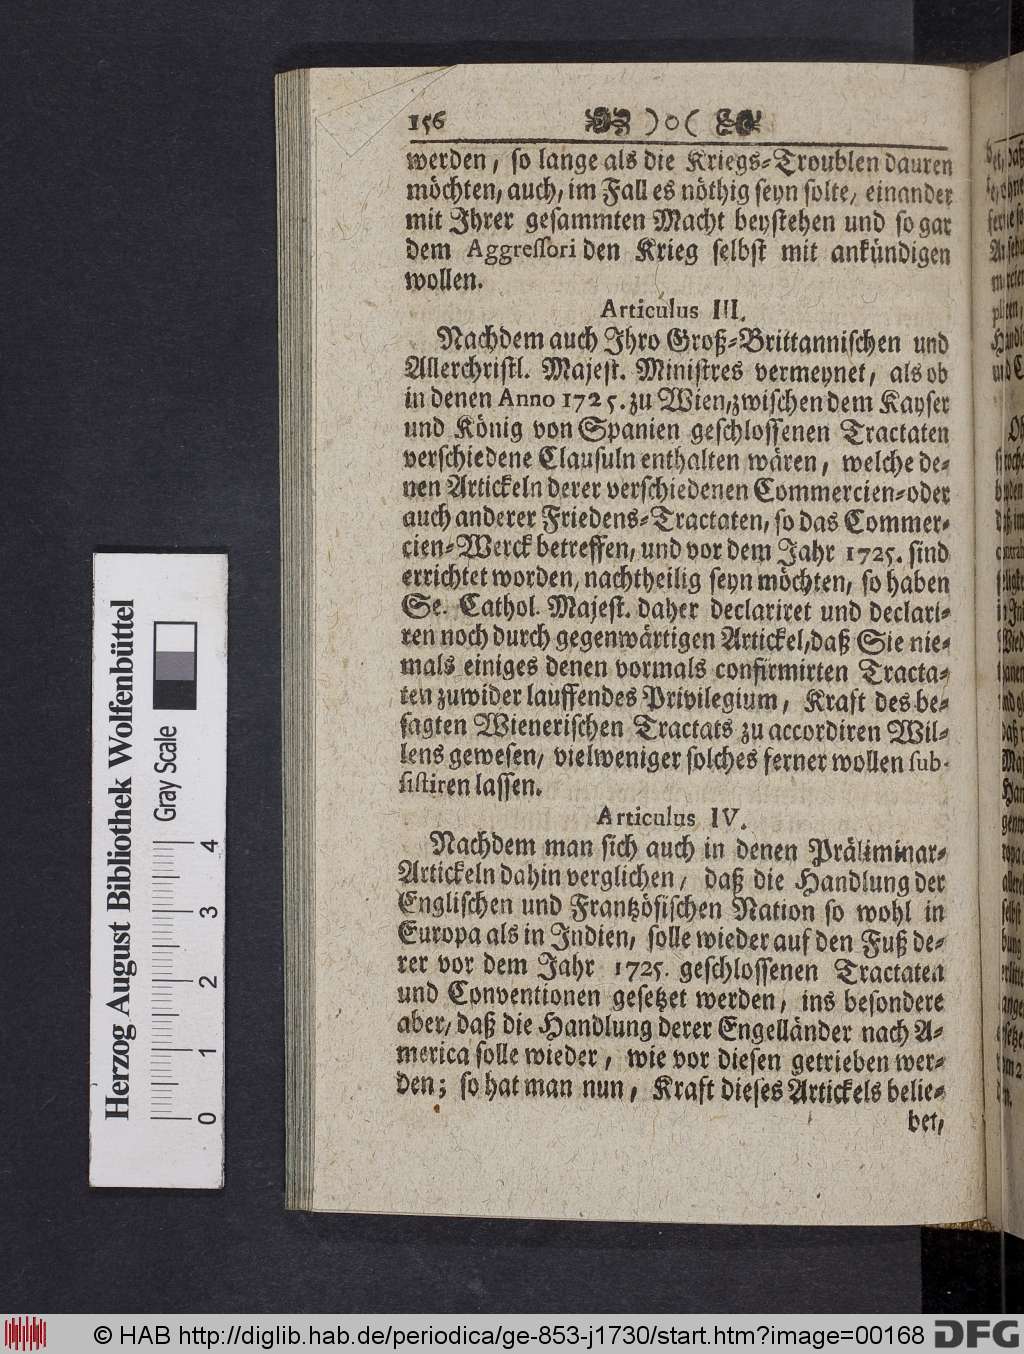 156 )o(
werden, so lange als die Kriegs-Troublen dauren
möchten, auch, im Fall es nöthig seyn solte, einander
mit Ihrer gesammten Macht beystehen und so gar
dem Aggressori den Krieg selbst mit ankündigen
wollen.
Articulus III.
Nachdem auch Ihro Groß-Brittannischen und
Allerchristl. Majest. Ministres vermeynet, als ob
in denen Anno 1725. zu Wien, zwischen dem Kayser
und König von Spanien geschlossenen Tractaten
verschiedene Clausuln enthalten wären, welche de-
nen Artickeln derer verschiedenen Commercien-oder
auch anderer Friedens-Tractaten, so das Commer-
cien-Werck betreffen, und vor dem Jahr 1725. sind
errichtet worden, nachtheilig seyn möchten, so haben
Se. Cathol. Majest. daher declariret und declari-
ren noch durch gegenwärtigen Artickel, daß Sie nie-
mals einiges denen vormals confirmirten Tracta-
ten zuwider lauffendes Privilegium, Kraft des be-
sagten Wienerischen Tractats zu accordiren Wil-
lens gewesen, vielweniger solches ferner wollen sub-
sistiren lassen.
Articulus IV.
Nachdem man sich auch in denen Präliminar-
Artickeln dahin verglichen, daß die Handlung der
Englischen und Frantzösischen Nation so wohl in
Europa als in Indien, solle wieder auf den Fuß de-
rer vor dem Jahr 1725. geschlossenen Tractaten
und Conventionen gesetzet werden, ins besondere
aber, daß die Handlung derer Engelländer nach A-
merica solle wieder, wie vor diesen getrieben wer-
den; so hat man nun, Kraft dieses Artickels belie-
bet,
Herzog August Bibliothek Wolfenbüttel
Gray Scale
0 1 2 3 4
© HAB http://diglib.hab.de/periodica/ge-853-j1730/start.htm?image=00168
DFG